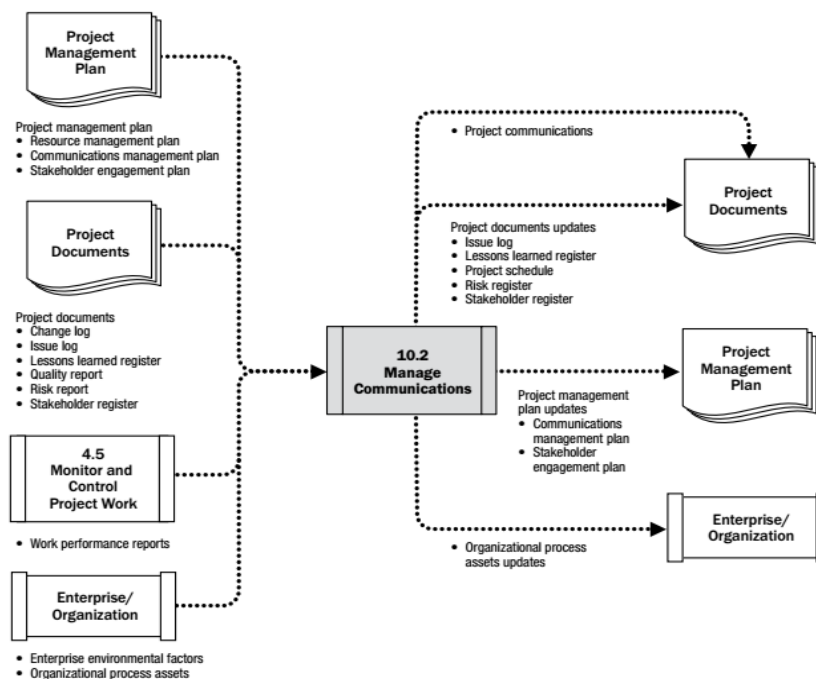 Project
Management
Plan
Project management plan
• Resource management plan
• Communications management plan
• Stakeholder engagement plan
Project
Documents
Project documents
• Change log
• Issue log
• Lessons learned register
• Quality report
• Risk report
• Stakeholder register
4.5
Monitor and
Control
Project Work
• Work performance reports
Enterprise/
Organization
• Enterprise environmental factors
• Organizational process assets
10.2
Manage
Communications
• Project communications
Project
Documents
Project documents updates
• Issue log
• Lessons learned register
• Project schedule
• Risk register
• Stakeholder register
Project
Management
Plan
Project management
plan updates
• Communications
management plan
• Stakeholder
engagement plan
Enterprise/
Organization
• Organizational process
assets updates